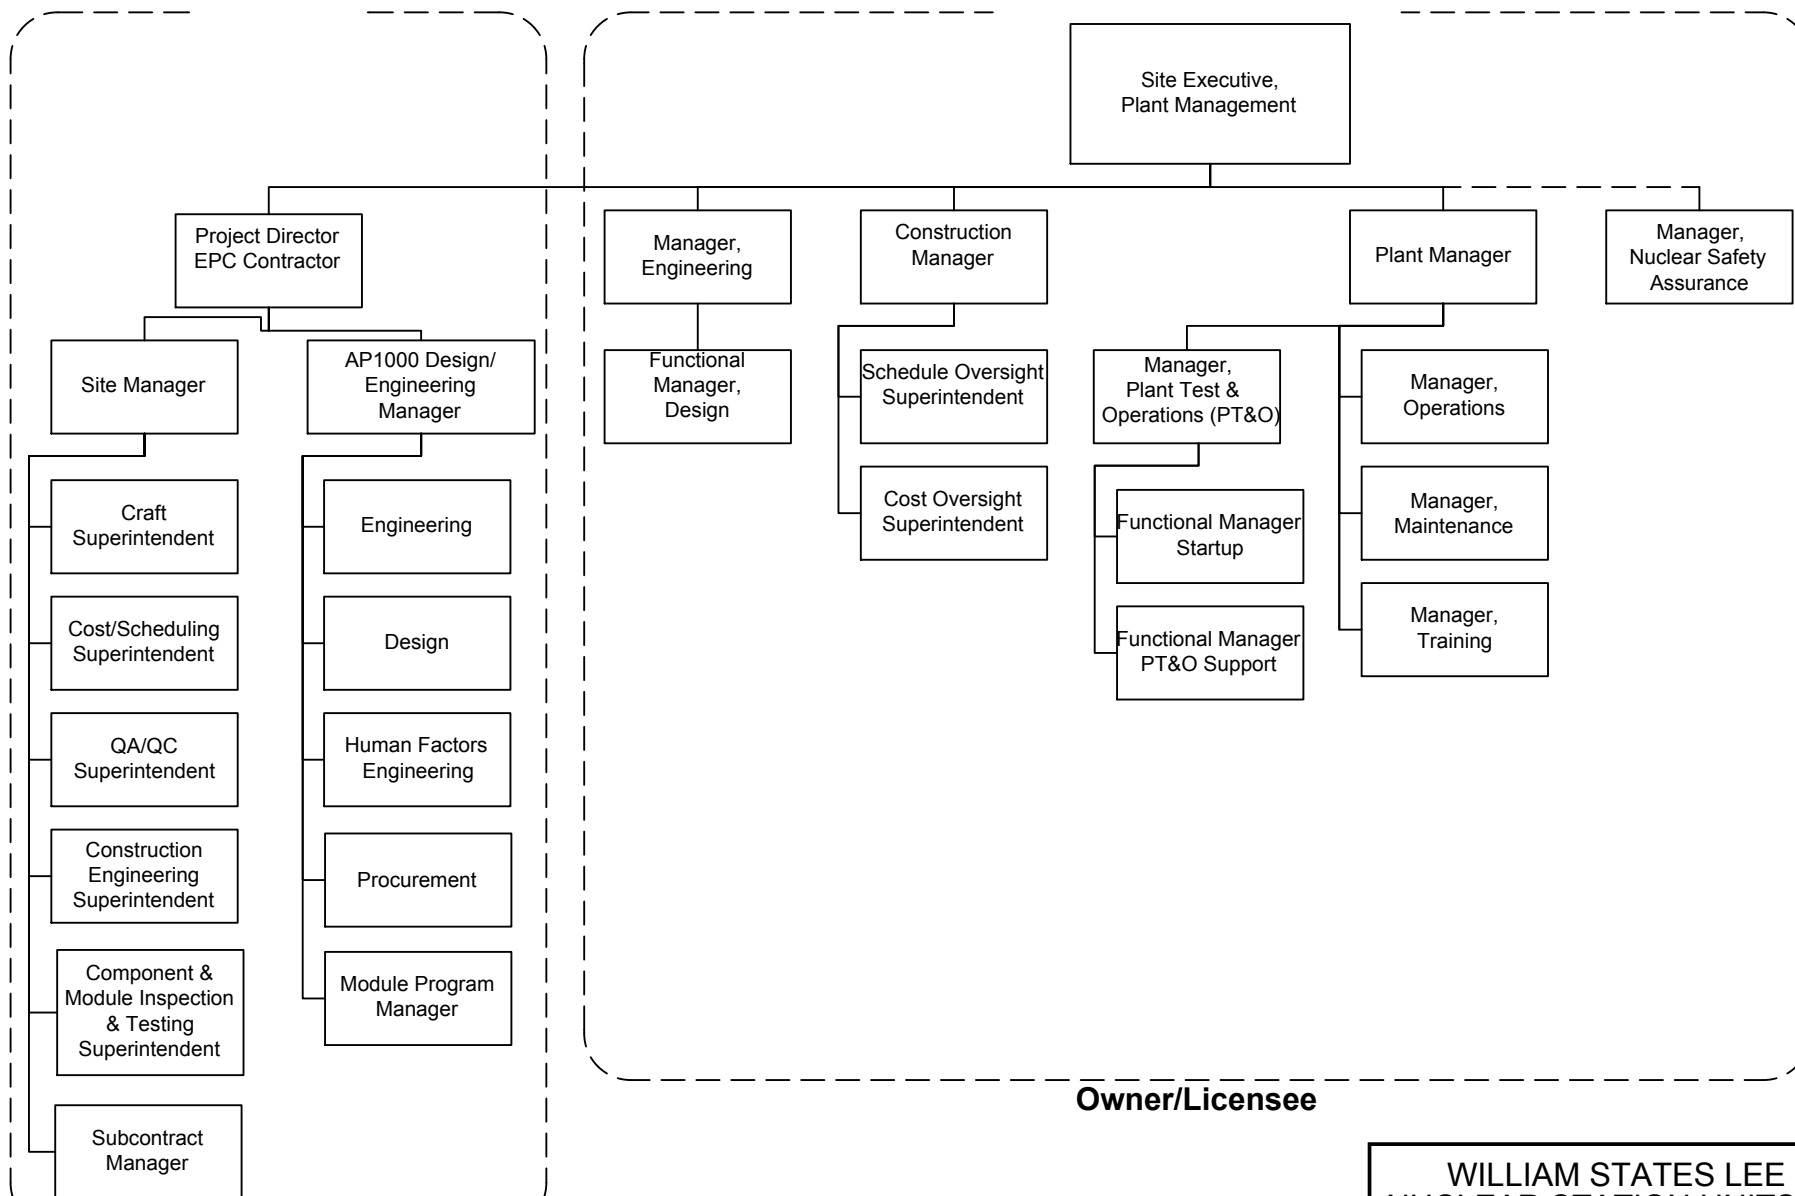 Site Executive,
Plant Management
Project Director
EPC Contractor
Manager,
Engineering
Construction
Manager
Plant Manager
Manager,
Nuclear Safety
Assurance
Site Manager
AP1000 Design/
Engineering
Manager
Functional
Manager,
Design
Schedule Oversight
Superintendent
Manager,
Plant Test &
Operations (PT&O)
Manager,
Operations
Craft
Superintendent
Engineering
Cost Oversight
Superintendent
Functional Manager
Startup
Manager,
Maintenance
Cost/Scheduling
Superintendent
Design
Functional Manager
PT&O Support
Manager,
Training
QA/QC
Superintendent
Human Factors
Engineering
Construction
Engineering
Superintendent
Procurement
Component &
Module Inspection
& Testing
Superintendent
Module Program
Manager
Subcontract
Manager
Owner/Licensee
WILLIAM STATES LEE
NUCLEAR STATION UNITS